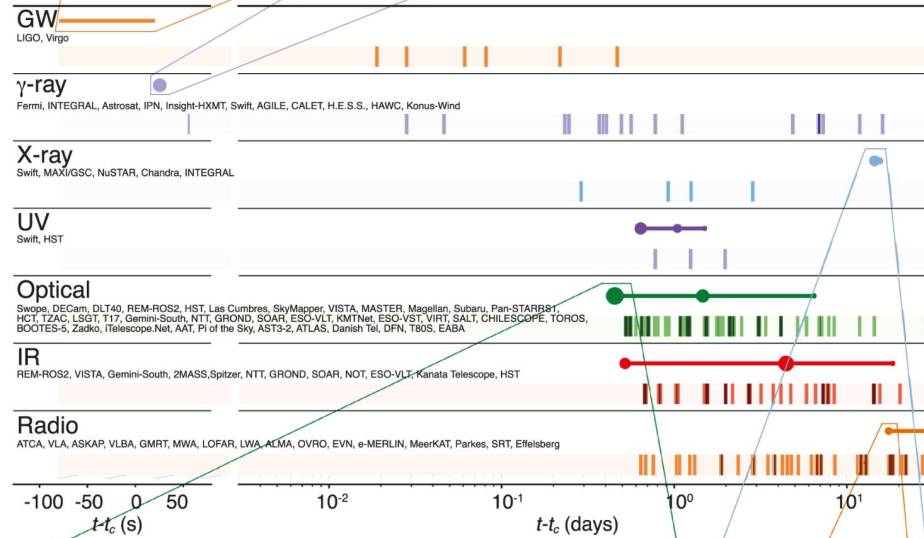 GW
LIGO, Virgo
γ-ray
Fermi, INTEGRAL, Astrosat, IPN, Insight-HXMT, Swift, AGILE, CALET, H.E.S.S., HAWC, Konus-Wind
X-ray
Swift, MAXI/GSC, NuSTAR, Chandra, INTEGRAL
UV
Swift, HST
Optical
Swope, DECam, DLT40, REM-ROS2, HST, Las Cumbres, SkyMapper, VISTA, MASTER, Magellan, Subaru, Pan-STARRS1,
HCT, TZAC, LSGT, T17, Gemini-South, NTT, GROND, SOAR, ESO-VLT, KMTNet, ESO-VST, VIRT, SALT, CHILESCOPE, TOROS,
BOOTES-5, Zadko, iTelescope.Net, AAT, Pi of the Sky, AST3-2, ATLAS, Danish Tel, DFN, T80S, EABA
IR
REM-ROS2, VISTA, Gemini-South, 2MASS,Spitzer, NTT, GROND, SOAR, NOT, ESO-VLT, Kanata Telescope, HST
Radio
ATCA, VLA, ASKAP, VLBA, GMRT, MWA, LOFAR, LWA, ALMA, OVRO, EVN, e-MERLIN, MeerKAT, Parkes, SRT, Effelsberg
-100 -50 0 50 10⁻² 10⁻¹ 10⁰ 10¹
t-t_c (s) t-t_c (days)